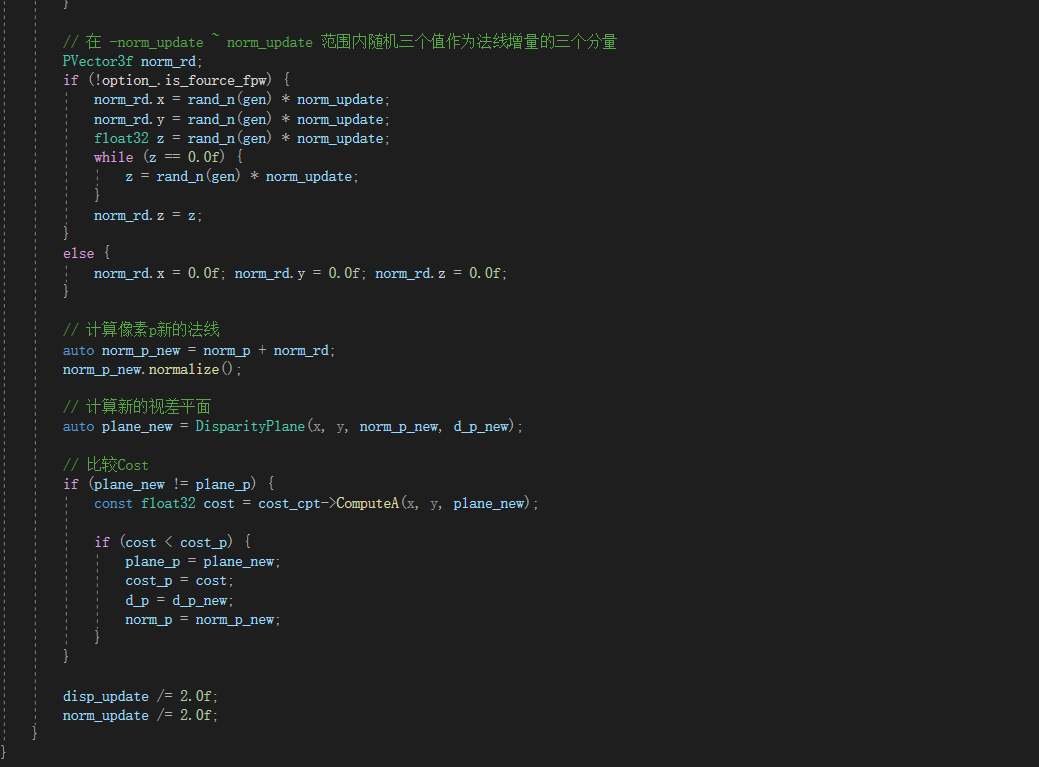 }
// 在 -norm_update ~ norm_update 范围内随机三个值作为法线增量的三个分量
PVector3f norm_rd;
if (!option_.is_fource_fpw) {
norm_rd.x = rand_n(gen) * norm_update;
norm_rd.y = rand_n(gen) * norm_update;
float32 z = rand_n(gen) * norm_update;
while (z == 0.0f) {
z = rand_n(gen) * norm_update;
}
norm_rd.z = z;
}
else {
norm_rd.x = 0.0f; norm_rd.y = 0.0f; norm_rd.z = 0.0f;
}
// 计算像素p新的法线
auto norm_p_new = norm_p + norm_rd;
norm_p_new.normalize();
// 计算新的视差平面
auto plane_new = DisparityPlane(x, y, norm_p_new, d_p_new);
// 比较Cost
if (plane_new != plane_p) {
const float32 cost = cost_cpt->ComputeA(x, y, plane_new);
if (cost < cost_p) {
plane_p = plane_new;
cost_p = cost;
d_p = d_p_new;
norm_p = norm_p_new;
}
}
disp_update /= 2.0f;
norm_update /= 2.0f;
}
}